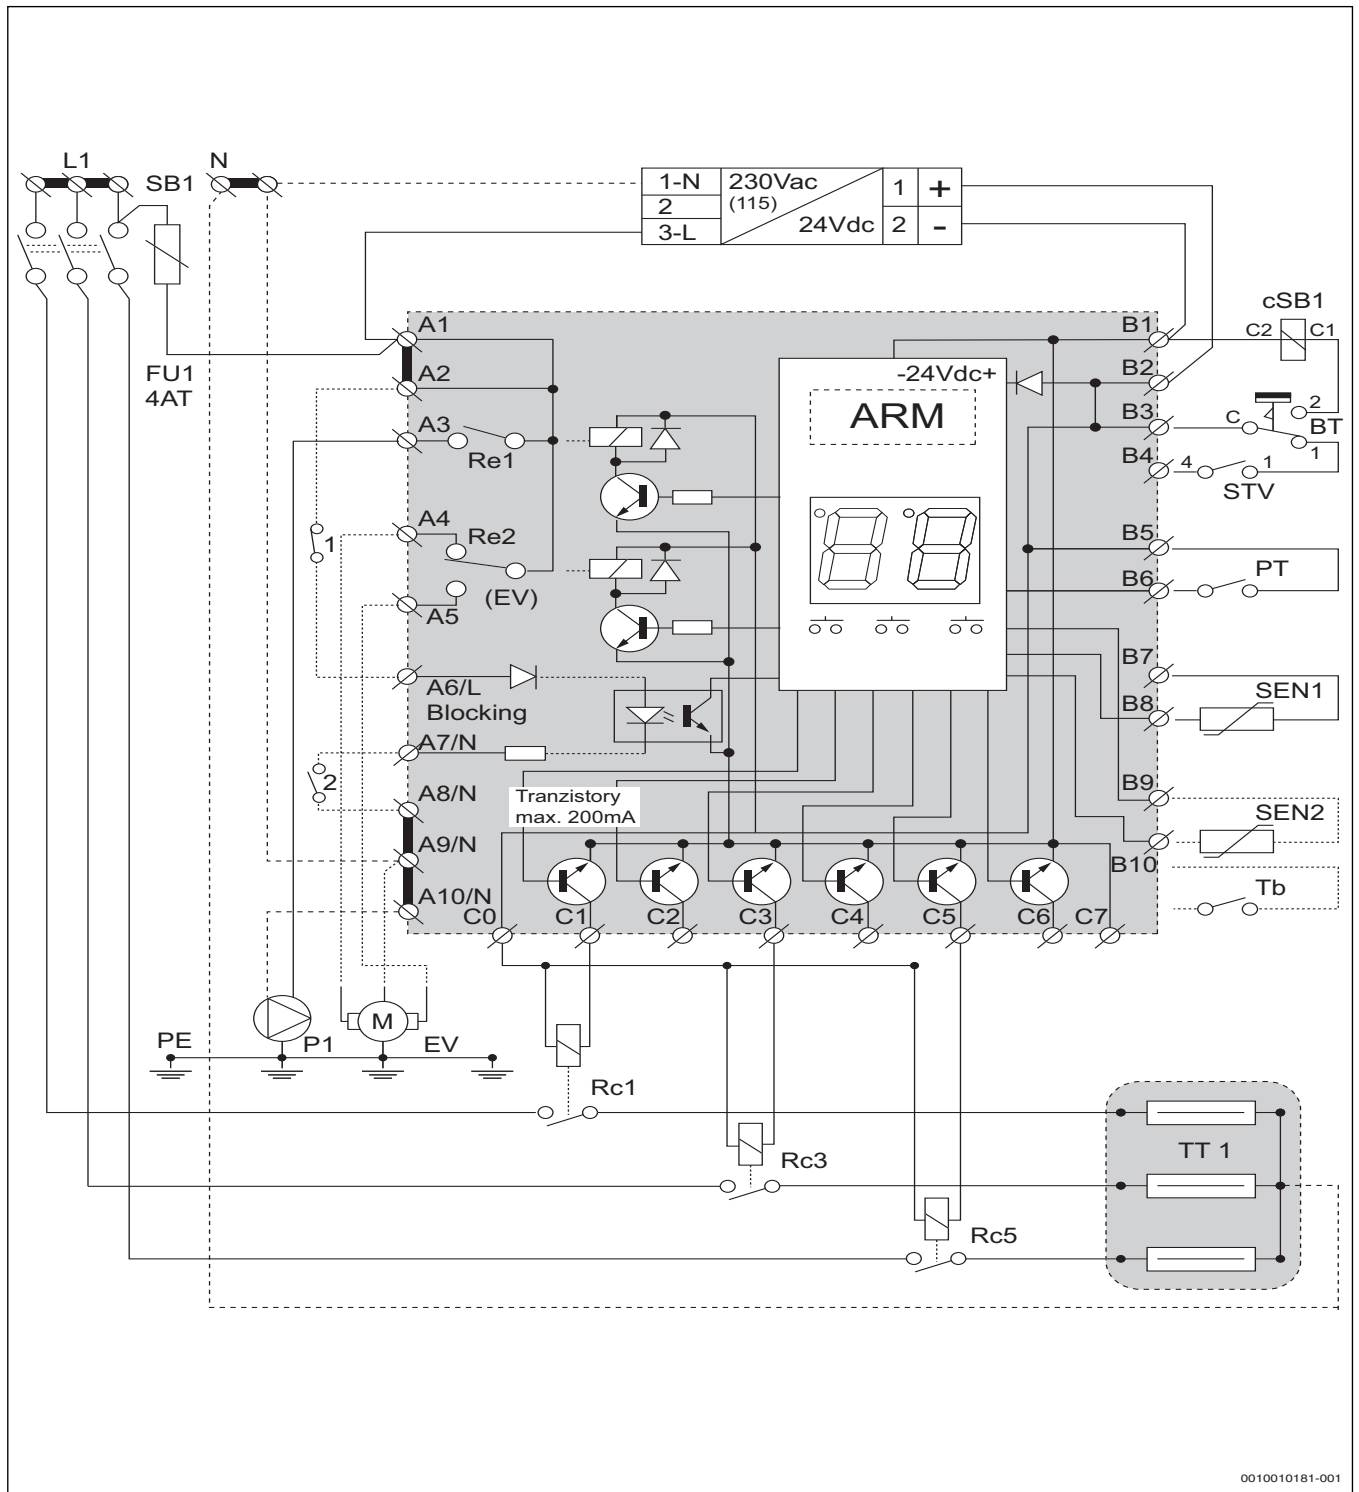 L1
N
SB1
1-N
2
3-L
230Vac
(115)
24Vdc
1
+
2
-
FU1
4AT
A1
A2
A3
Re1
A4
Re2
(EV)
A5
A6/L
Blocking
A7/N
A8/N
A9/N
A10/N
1
2
-24Vdc+
ARM
88
Tranzistory
max. 200mA
B1
B2
B3
B4
B5
B6
B7
B8
B9
B10
cSB1
C2
C1
C
2
BT
1
4
1
STV
PT
SEN1
SEN2
Tb
C0
C1
C2
C3
C4
C5
C6
C7
PE
P1
M
EV
Rc1
Rc3
Rc5
TT 1
0010010181-001